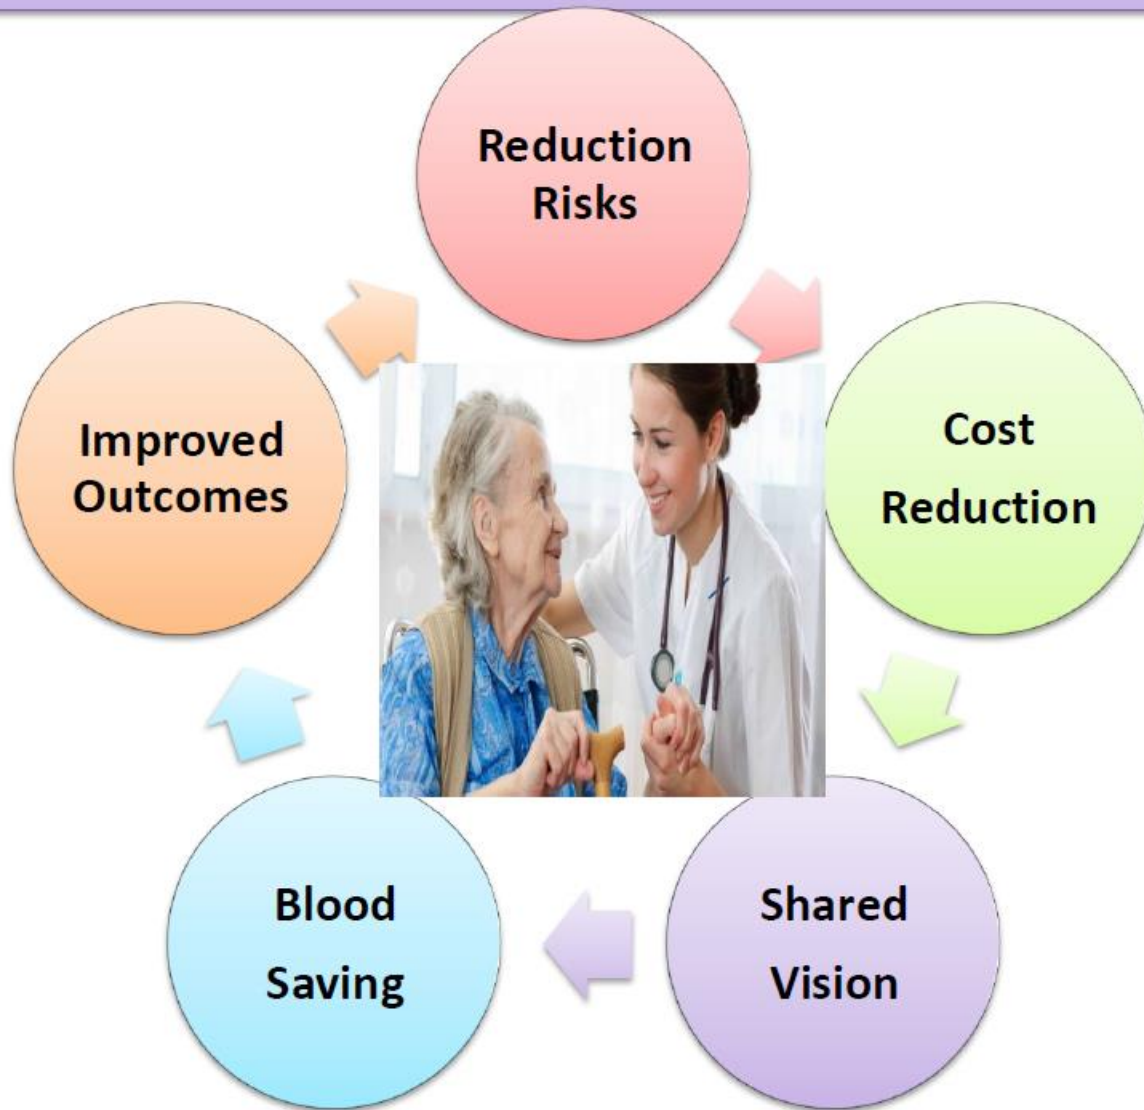 Reduction
Risks
Cost
Reduction
Shared
Vision
Blood
Saving
Improved
Outcomes